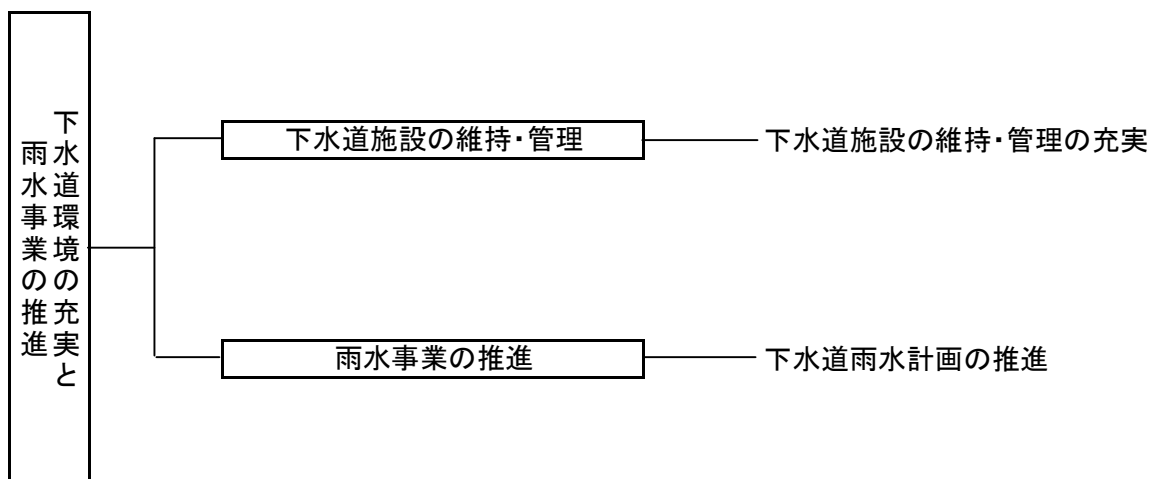 下水道環境の充実と
雨水事業の推進
下水道施設の維持・管理
下水道施設の維持・管理の充実
雨水事業の推進
下水道雨水計画の推進